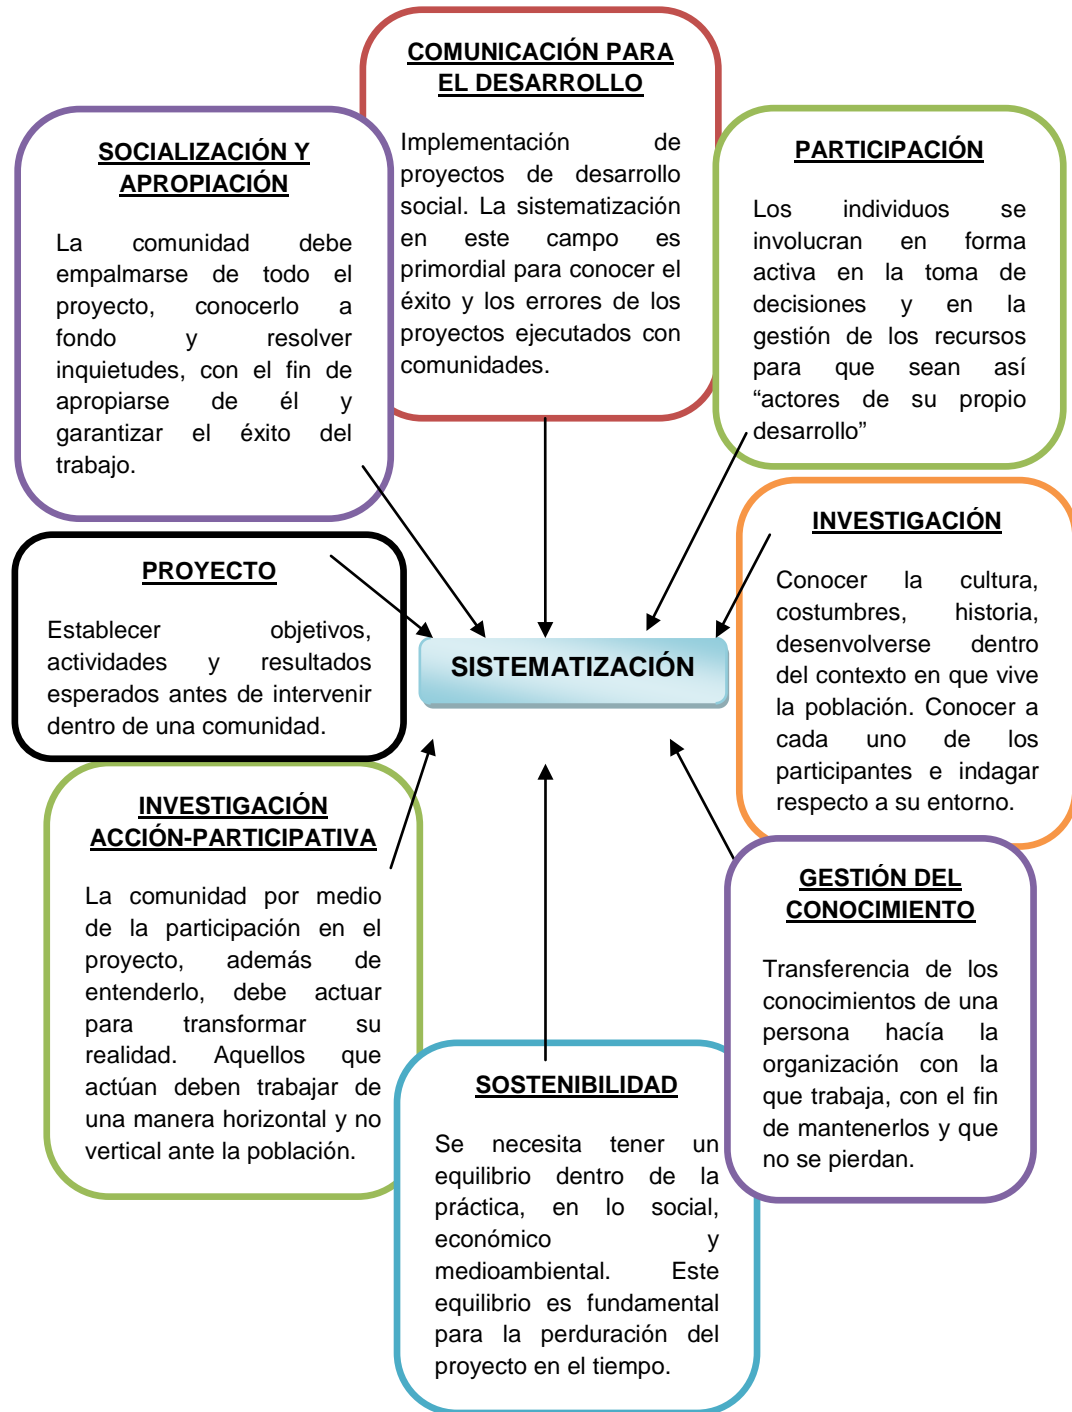 COMUNICACIÓN PARA
EL DESARROLLO
Implementación de
proyectos de desarrollo
social. La sistematización
en este campo es
primordial para conocer el
éxito y los errores de los
proyectos ejecutados con
comunidades.
SOCIALIZACIÓN Y
APROPIACIÓN
La comunidad debe
empalmarse de todo el
proyecto, conocerlo a
fondo y resolver
inquietudes, con el fin de
apropiarse de él y
garantizar el éxito del
trabajo.
PARTICIPACIÓN
Los individuos se
involucran en forma
activa en la toma de
decisiones y en la
gestión de los recursos
para que sean así
“actores de su propio
desarrollo”
PROYECTO
Establecer objetivos,
actividades y resultados
esperados antes de intervenir
dentro de una comunidad.
SISTEMATIZACIÓN
INVESTIGACIÓN
Conocer la cultura,
costumbres, historia,
desenvolverse dentro
del contexto en que vive
la población. Conocer a
cada uno de los
participantes e indagar
respecto a su entorno.
INVESTIGACIÓN
ACCIÓN-PARTICIPATIVA
La comunidad por medio
de la participación en el
proyecto, además de
entenderlo, debe actuar
para transformar su
realidad. Aquellos que
actúan deben trabajar de
una manera horizontal y no
vertical ante la población.
GESTIÓN DEL
CONOCIMIENTO
Transferencia de los
conocimientos de una
persona hacía la
organización con la
que trabaja, con el fin
de mantenerlos y que
no se pierdan.
SOSTENIBILIDAD
Se necesita tener un
equilibrio dentro de la
práctica, en lo social,
económico y
medioambiental. Este
equilibrio es fundamental
para la perduración del
proyecto en el tiempo.